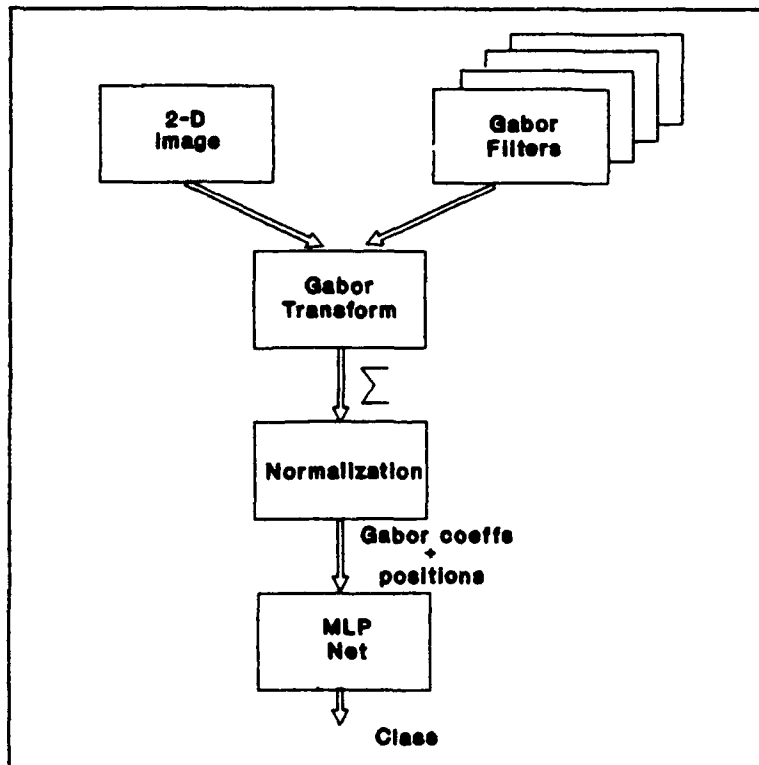 2-D
Image
Gabor
Filters
Gabor
Transform
∑
Normalization
Gabor coeffs
+
positions
MLP
Net
Class